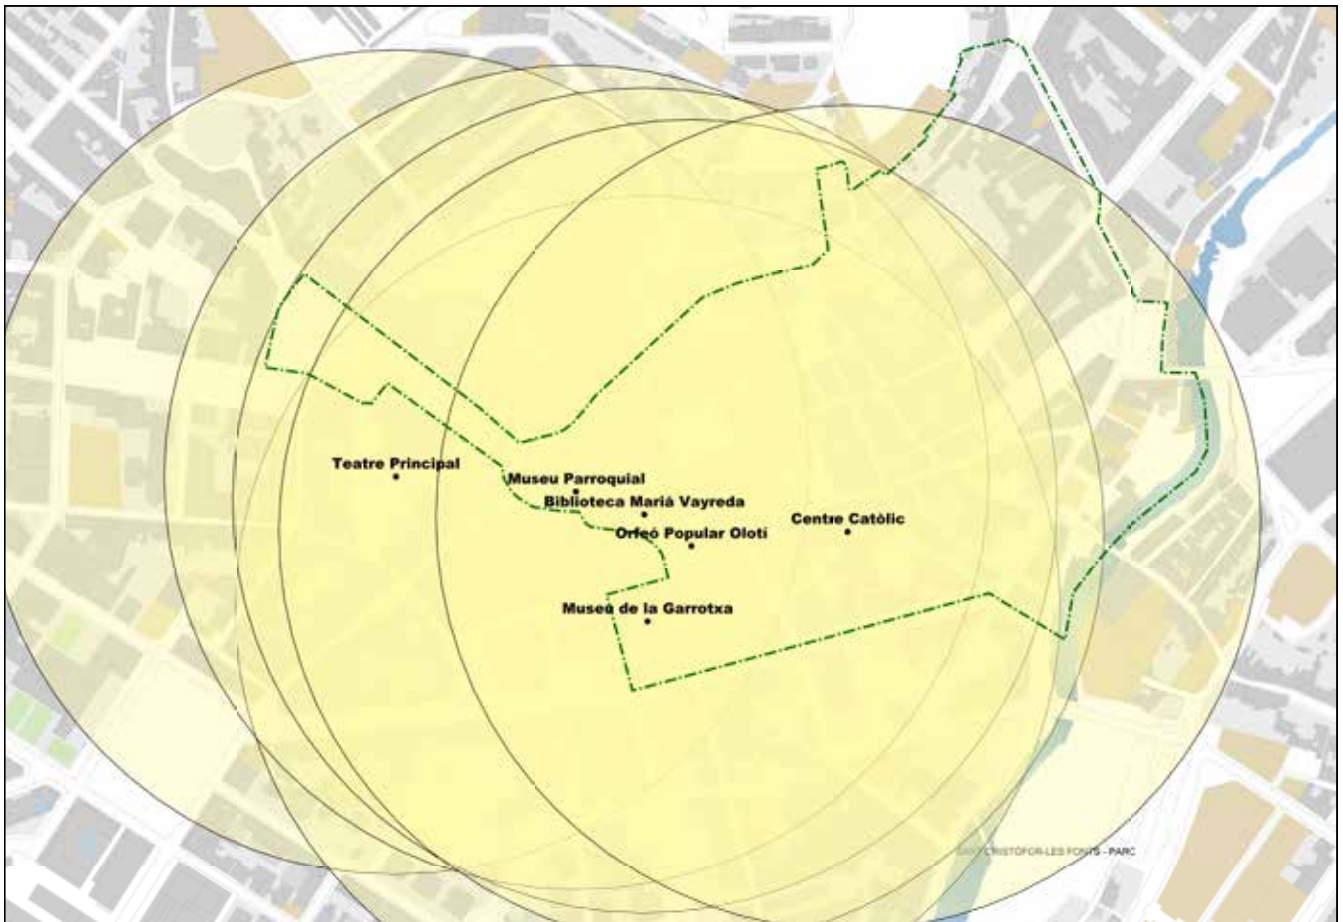 Teatre Principal
Museu Parroquial
Biblioteca Marià Vayreda
Orfeó Popular Olotí
Centre Catòlic
Museu de la Garrotxa
SANT CRISTÒFOR-LES FONTS - PARC